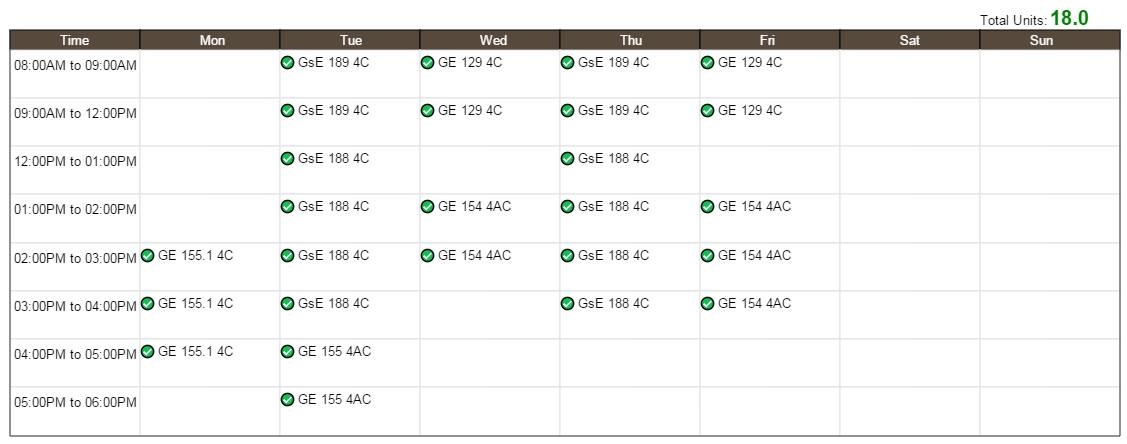 Total Units: 18.0
Time Mon Tue Wed Thu Fri Sat Sun
08:00AM to 09:00AM GsE 189 4C GE 129 4C GsE 189 4C GE 129 4C
09:00AM to 12:00PM GsE 189 4C GE 129 4C GsE 189 4C GE 129 4C
12:00PM to 01:00PM GsE 188 4C GsE 188 4C
01:00PM to 02:00PM GsE 188 4C GE 154 4AC GsE 188 4C GE 154 4AC
02:00PM to 03:00PM GE 155.1 4C GsE 188 4C GE 154 4AC GsE 188 4C GE 154 4AC
03:00PM to 04:00PM GE 155.1 4C GsE 188 4C GsE 188 4C GE 154 4AC
04:00PM to 05:00PM GE 155.1 4C GE 155 4AC
05:00PM to 06:00PM GE 155 4AC